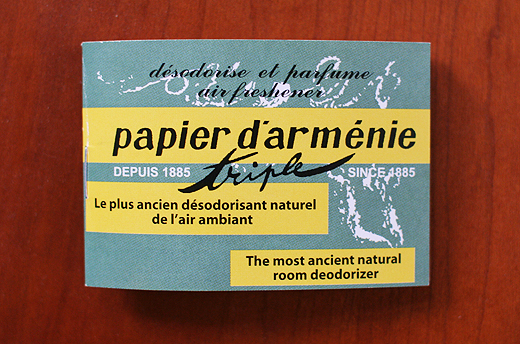 désodorise et parfume
air freshener
papier d'arménie
triple
DEPUIS 1885 SINCE 1885
Le plus ancien désodorisant naturel
de l'air ambiant
The most ancient natural
room deodorizer